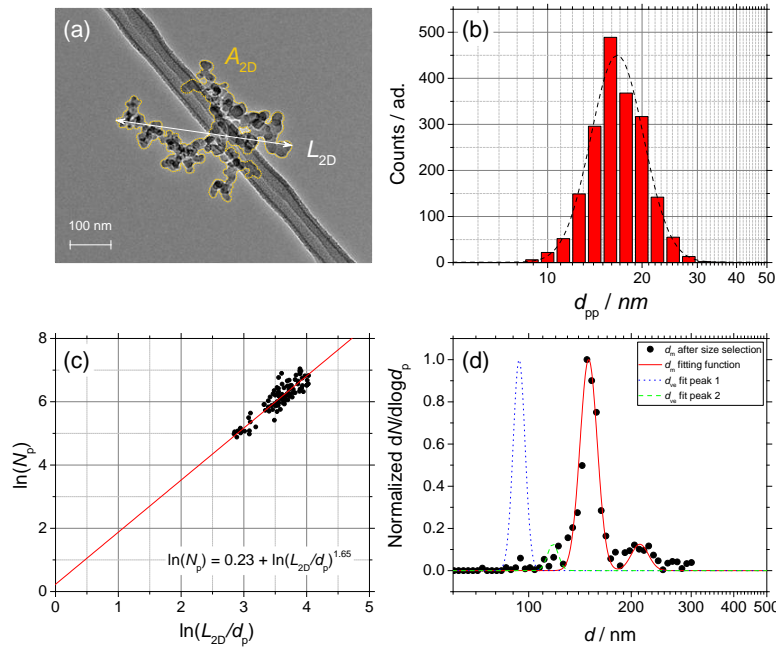 (a)
A2D
L2D
100 nm
(b)
Counts / ad.
500
400
300
200
100
0
10
20
30
40
50
dpp / nm
(c)
ln(Np)
8
6
4
2
0
0
1
2
3
4
5
ln(Np) = 0.23 + ln(L2D/dp)^1.65
ln(L2D/dp)
(d)
Normalized dN/dlogdp
1.0
0.8
0.6
0.4
0.2
0.0
dm after size selection
dm fitting function
dve fit peak 1
dve fit peak 2
100
200
300
400
500
d / nm